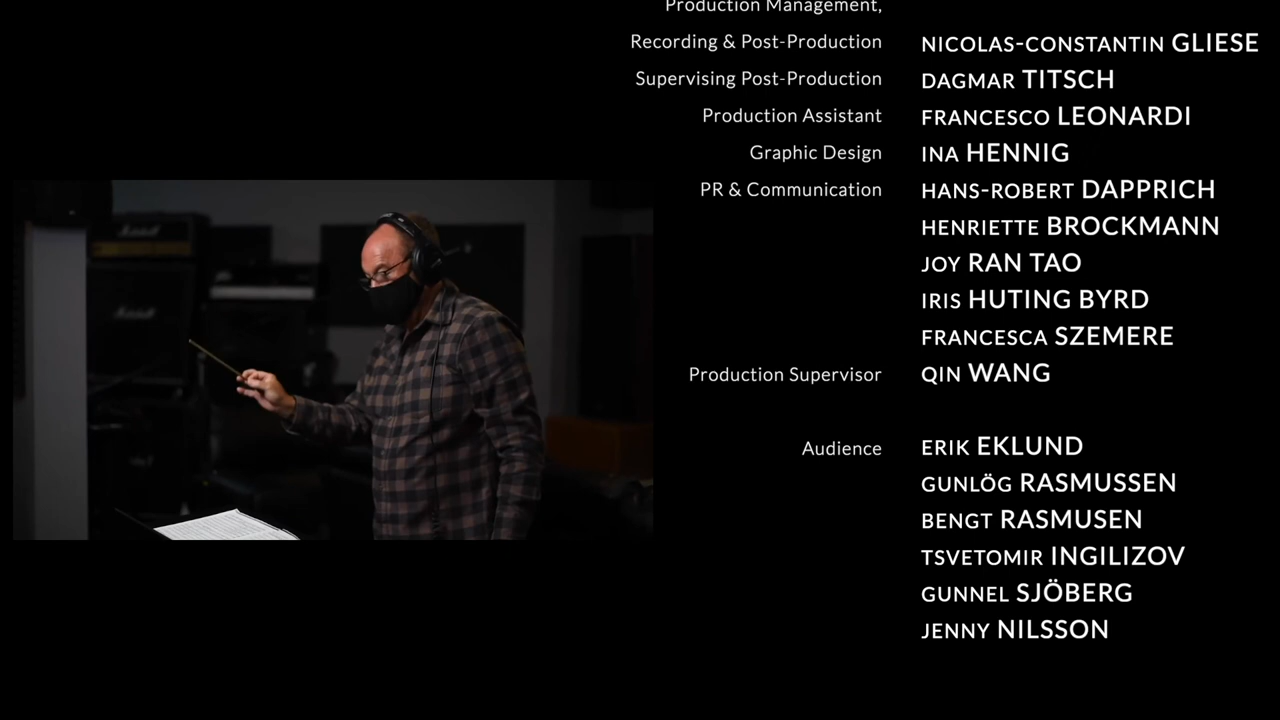 Production Management,
Recording & Post-Production NICOLAS-CONSTANTIN GLIESE
Supervising Post-Production DAGMAR TITSCH
Production Assistant FRANCESCO LEONARDI
Graphic Design INA HENNIG
PR & Communication HANS-ROBERT DAPPRICH
HENRIETTE BROCKMANN
JOY RAN TAO
IRIS HUTING BYRD
FRANCESCA SZEMERE
Production Supervisor QIN WANG
Audience ERIK EKLUND
GUNLÖG RASMUSSEN
BENGT RASMUSEN
TSVETOMIR INGILIZOV
GUNNEL SJÖBERG
JENNY NILSSON
Marshall
Marshall